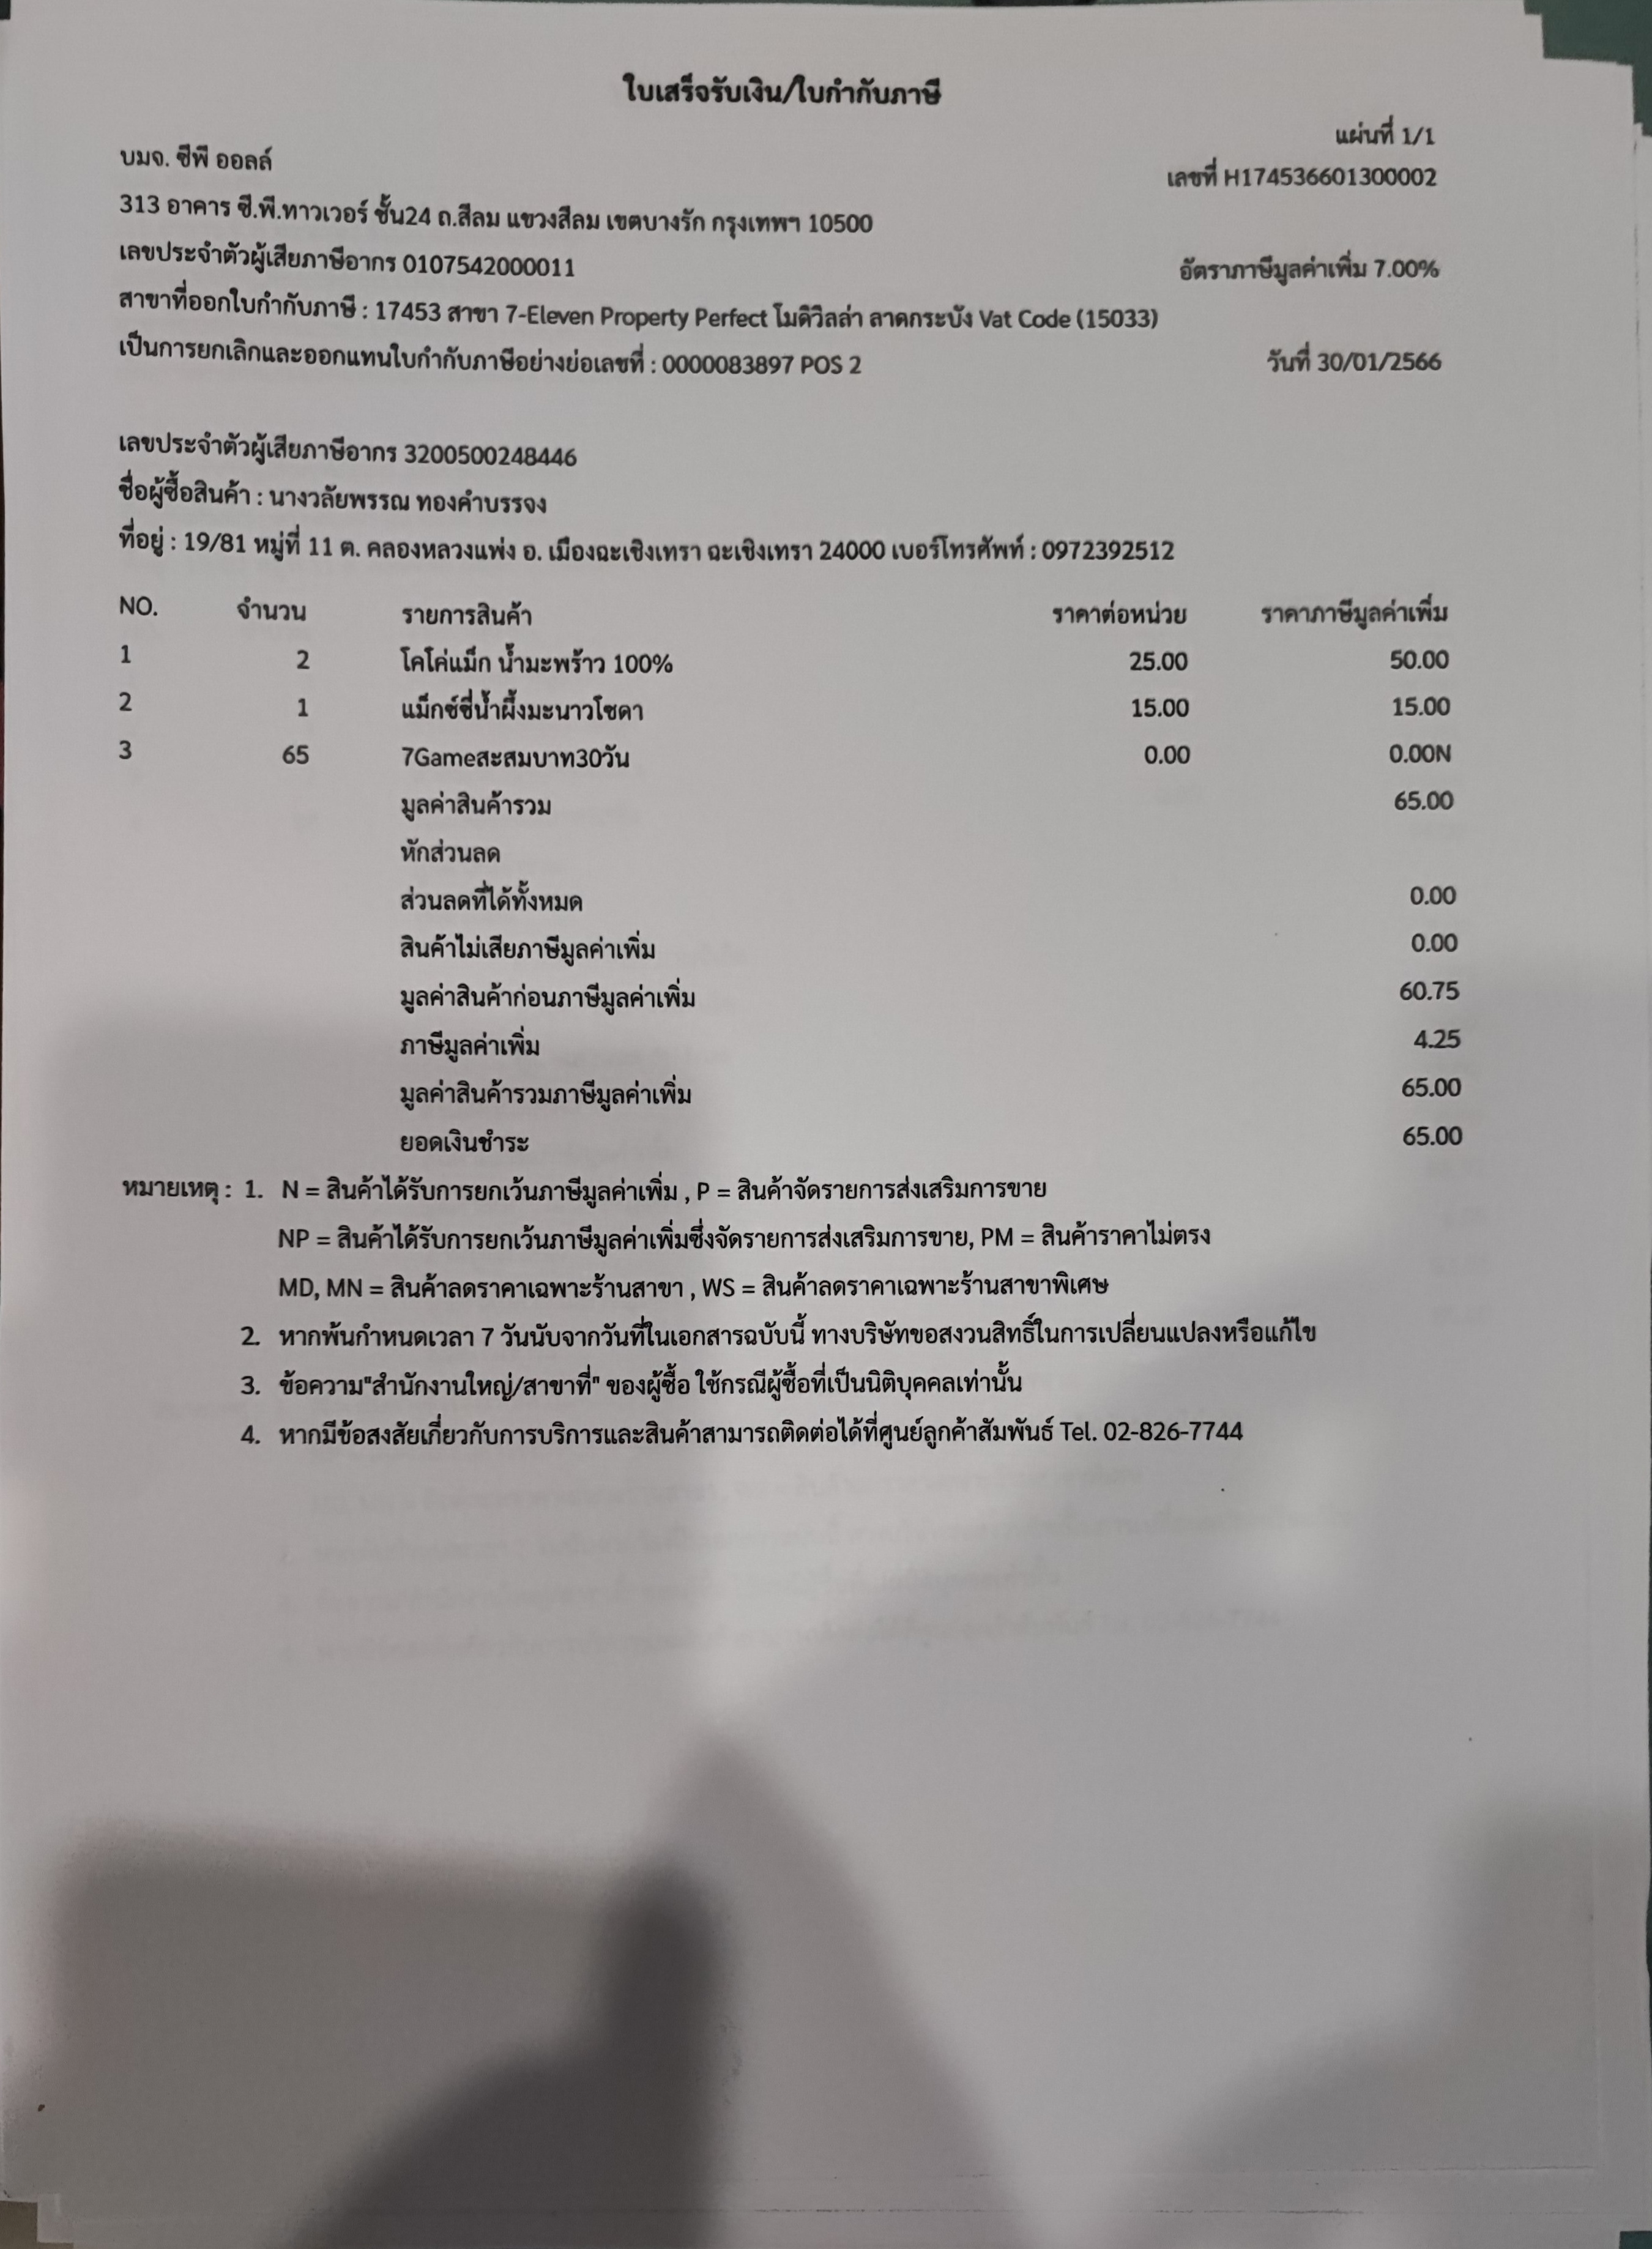 ใบเสร็จรับเงิน/ใบกำกับภาษี
แผ่นที่ 1/1
บมจ. ซีพี ออลล์
เลขที่ H174536601300002
313 อาคาร ซี.พี.ทาวเวอร์ ชั้น24 ถ.สีลม แขวงสีลม เขตบางรัก กรุงเทพฯ 10500
เลขประจำตัวผู้เสียภาษีอากร 0107542000011
อัตราภาษีมูลค่าเพิ่ม 7.00%
สาขาที่ออกใบกำกับภาษี : 17453 สาขา 7-Eleven Property Perfect โมดิวิลล่า ลาดกระบัง Vat Code (15033)
เป็นการยกเลิกและออกแทนใบกำกับภาษีอย่างย่อเลขที่ : 0000083897 POS 2
วันที่ 30/01/2566
เลขประจำตัวผู้เสียภาษีอากร 3200500248446
ชื่อผู้ซื้อสินค้า : นางวลัยพรรณ ทองคำบรรจง
ที่อยู่ : 19/81 หมู่ที่ 11 ต. คลองหลวงแพ่ง อ. เมืองฉะเชิงเทรา ฉะเชิงเทรา 24000 เบอร์โทรศัพท์ : 0972392512
NO. จำนวน รายการสินค้า ราคาต่อหน่วย ราคาภาษีมูลค่าเพิ่ม
1 2 โคโค่แม็ก น้ำมะพร้าว 100% 25.00 50.00
2 1 แม็กซ์ซี่น้ำผึ้งมะนาวโซดา 15.00 15.00
3 65 7Gameสะสมบาท30วัน 0.00 0.00N
มูลค่าสินค้ารวม 65.00
หักส่วนลด
ส่วนลดที่ได้ทั้งหมด 0.00
สินค้าไม่เสียภาษีมูลค่าเพิ่ม 0.00
มูลค่าสินค้าก่อนภาษีมูลค่าเพิ่ม 60.75
ภาษีมูลค่าเพิ่ม 4.25
มูลค่าสินค้ารวมภาษีมูลค่าเพิ่ม 65.00
ยอดเงินชำระ 65.00
หมายเหตุ : 1. N = สินค้าได้รับการยกเว้นภาษีมูลค่าเพิ่ม , P = สินค้าจัดรายการส่งเสริมการขาย
NP = สินค้าได้รับการยกเว้นภาษีมูลค่าเพิ่มซึ่งจัดรายการส่งเสริมการขาย, PM = สินค้าราคาไม่ตรง
MD, MN = สินค้าลดราคาเฉพาะร้านสาขา , WS = สินค้าลดราคาเฉพาะร้านสาขาพิเศษ
2. หากพ้นกำหนดเวลา 7 วันนับจากวันที่ในเอกสารฉบับนี้ ทางบริษัทขอสงวนสิทธิ์ในการเปลี่ยนแปลงหรือแก้ไข
3. ข้อความ"สำนักงานใหญ่/สาขาที่" ของผู้ซื้อ ใช้กรณีผู้ซื้อที่เป็นนิติบุคคลเท่านั้น
4. หากมีข้อสงสัยเกี่ยวกับการบริการและสินค้าสามารถติดต่อได้ที่ศูนย์ลูกค้าสัมพันธ์ Tel. 02-826-7744